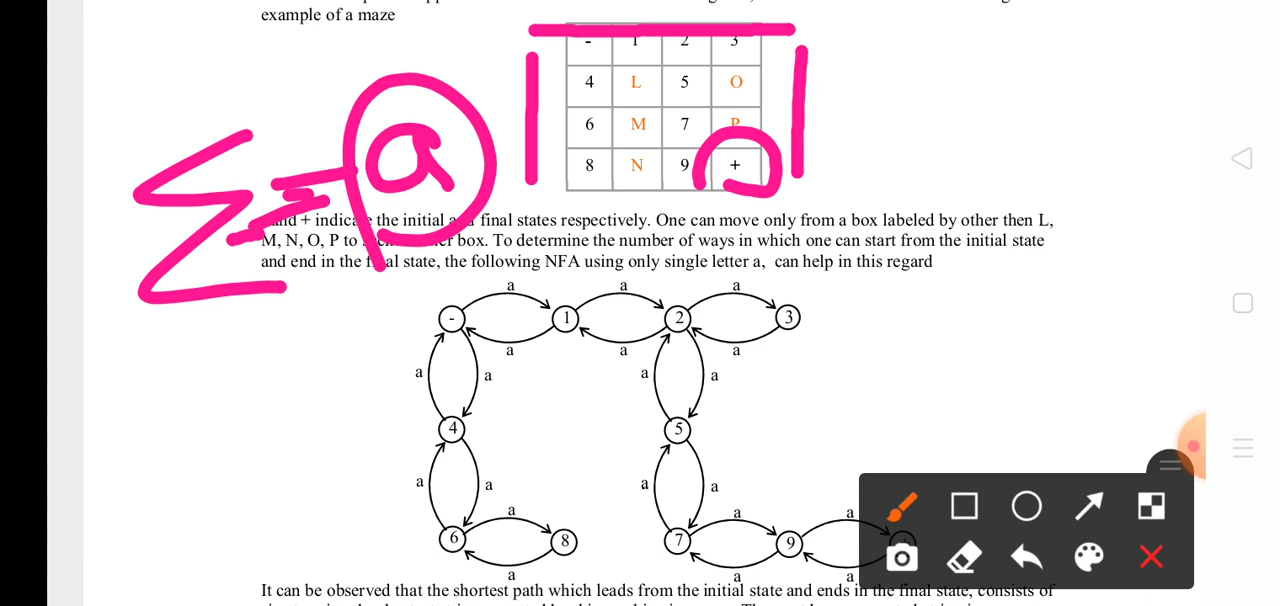 example of a maze
- 1 2 3
4 L 5 O
6 M 7 P
8 N 9 +
Σ = a
and + indicate the initial and final states respectively. One can move only from a box labeled by other then L,
M, N, O, P to box. To determine the number of ways in which one can start from the initial state
and end in the final state, the following NFA using only single letter a, can help in this regard
a a a
- 1 2 3
a a a
a a a a
4 5
a a a a
a a a
6 8 7 9
a a a
It can be observed that the shortest path which leads from the initial state and ends in the final state, consists of